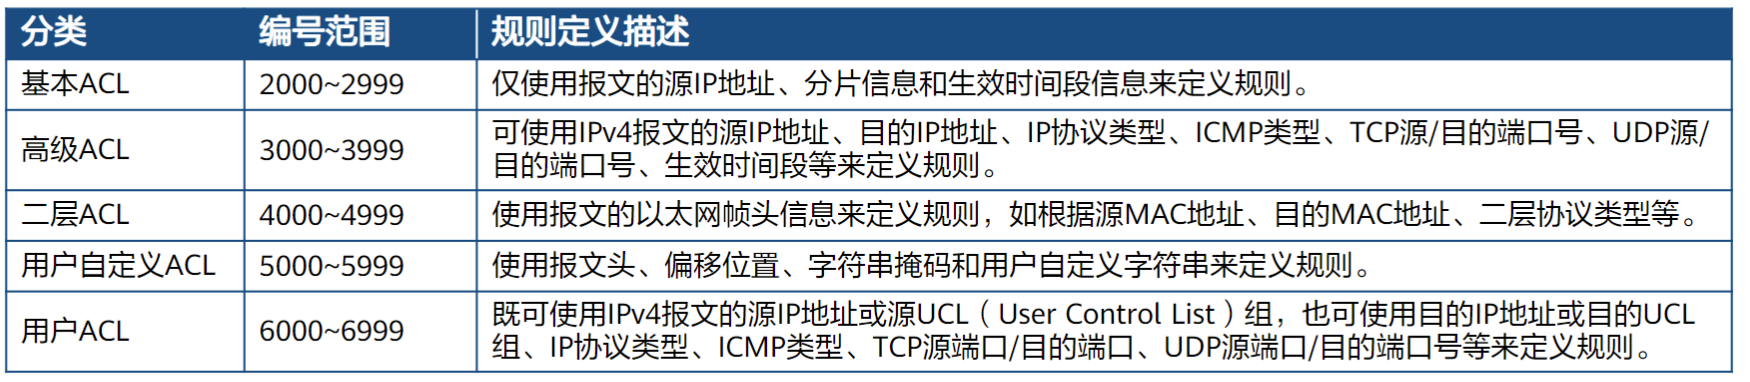 分类 编号范围 规则定义描述
基本ACL 2000~2999 仅使用报文的源IP地址、分片信息和生效时间段信息来定义规则。
高级ACL 3000~3999 可使用IPv4报文的源IP地址、目的IP地址、IP协议类型、ICMP类型、TCP源/目的端口号、UDP源/
目的端口号、生效时间段等来定义规则。
二层ACL 4000~4999 使用报文的以太网帧头信息来定义规则，如根据源MAC地址、目的MAC地址、二层协议类型等。
用户自定义ACL 5000~5999 使用报文头、偏移位置、字符串掩码和用户自定义字符串来定义规则。
用户ACL 6000~6999 既可使用IPv4报文的源IP地址或源UCL（User Control List）组，也可使用目的IP地址或目的UCL
组、IP协议类型、ICMP类型、TCP源端口/目的端口、UDP源端口/目的端口号等来定义规则。